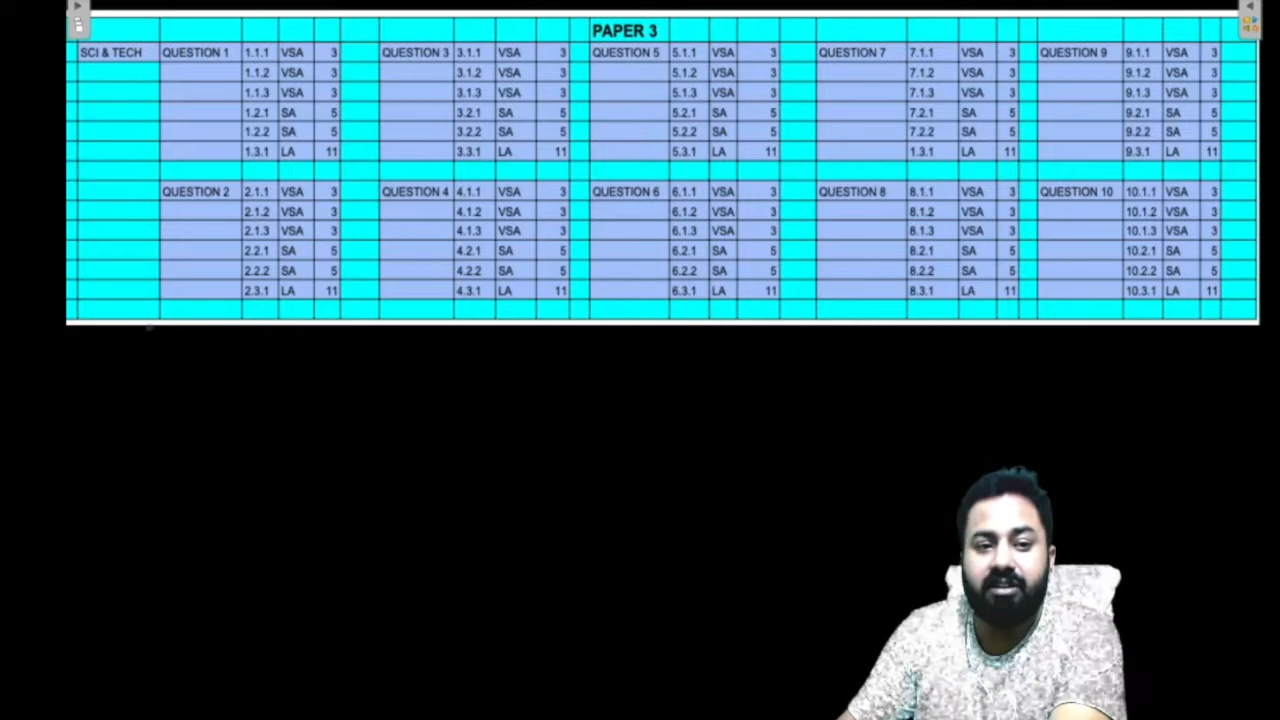 PAPER 3
SCI & TECH QUESTION 1 1.1.1 VSA 3 QUESTION 3 3.1.1 VSA 3 QUESTION 5 5.1.1 VSA 3 QUESTION 7 7.1.1 VSA 3 QUESTION 9 9.1.1 VSA 3
1.1.2 VSA 3 3.1.2 VSA 3 5.1.2 VSA 3 7.1.2 VSA 3 9.1.2 VSA 3
1.1.3 VSA 3 3.1.3 VSA 3 5.1.3 VSA 3 7.1.3 VSA 3 9.1.3 VSA 3
1.2.1 SA 5 3.2.1 SA 5 5.2.1 SA 5 7.2.1 SA 5 9.2.1 SA 5
1.2.2 SA 5 3.2.2 SA 5 5.2.2 SA 5 7.2.2 SA 5 9.2.2 SA 5
1.3.1 LA 11 3.3.1 LA 11 5.3.1 LA 11 1.3.1 LA 11 9.3.1 LA 11
QUESTION 2 2.1.1 VSA 3 QUESTION 4 4.1.1 VSA 3 QUESTION 6 6.1.1 VSA 3 QUESTION 8 8.1.1 VSA 3 QUESTION 10 10.1.1 VSA 3
2.1.2 VSA 3 4.1.2 VSA 3 6.1.2 VSA 3 8.1.2 VSA 3 10.1.2 VSA 3
2.1.3 VSA 3 4.1.3 VSA 3 6.1.3 VSA 3 8.1.3 VSA 3 10.1.3 VSA 3
2.2.1 SA 5 4.2.1 SA 5 6.2.1 SA 5 8.2.1 SA 5 10.2.1 SA 5
2.2.2 SA 5 4.2.2 SA 5 6.2.2 SA 5 8.2.2 SA 5 10.2.2 SA 5
2.3.1 LA 11 4.3.1 LA 11 6.3.1 LA 11 8.3.1 LA 11 10.3.1 LA 11